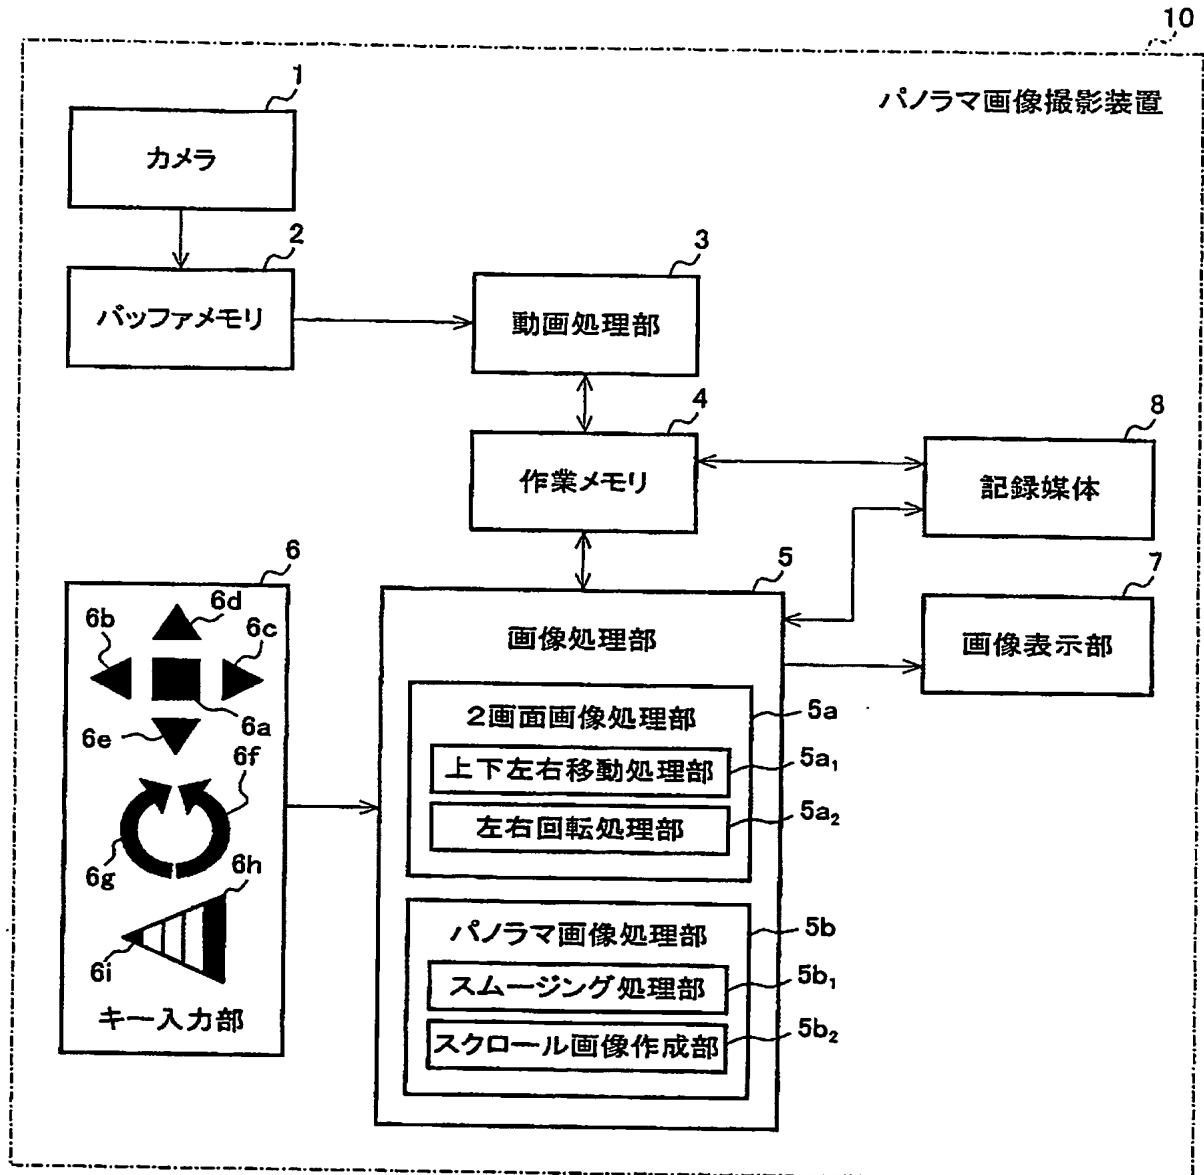 10
パノラマ画像撮影装置
1
カメラ
2
バッファメモリ
3
動画処理部
4
作業メモリ
8
記録媒体
7
画像表示部
6
6d
6b
6c
6a
6e
6f
6g
6h
6i
キー入力部
5
画像処理部
2画面画像処理部
5a
上下左右移動処理部
5a₁
左右回転処理部
5a₂
パノラマ画像処理部
5b
スムージング処理部
5b₁
スクロール画像作成部
5b₂